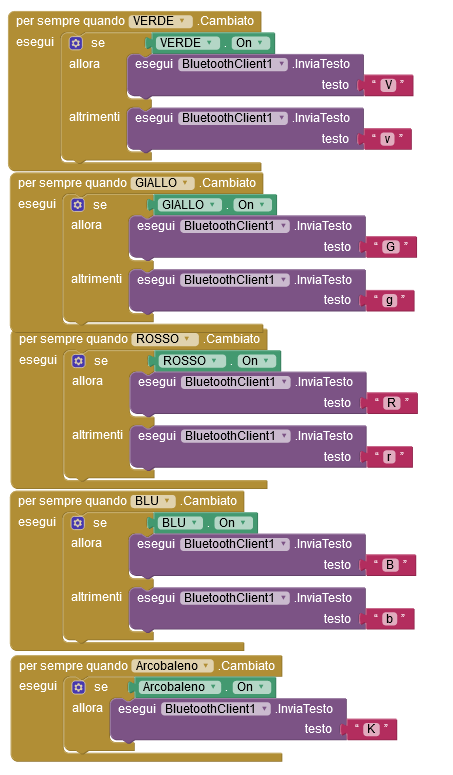 per sempre quando VERDE .Cambiato
esegui se VERDE . On
allora esegui BluetoothClient1 .InviaTesto
testo " V "
altrimenti esegui BluetoothClient1 .InviaTesto
testo " v "
per sempre quando GIALLO .Cambiato
esegui se GIALLO . On
allora esegui BluetoothClient1 .InviaTesto
testo " G "
altrimenti esegui BluetoothClient1 .InviaTesto
testo " g "
per sempre quando ROSSO .Cambiato
esegui se ROSSO . On
allora esegui BluetoothClient1 .InviaTesto
testo " R "
altrimenti esegui BluetoothClient1 .InviaTesto
testo " r "
per sempre quando BLU .Cambiato
esegui se BLU . On
allora esegui BluetoothClient1 .InviaTesto
testo " B "
altrimenti esegui BluetoothClient1 .InviaTesto
testo " b "
per sempre quando Arcobaleno .Cambiato
esegui se Arcobaleno . On
allora esegui BluetoothClient1 .InviaTesto
testo " K "